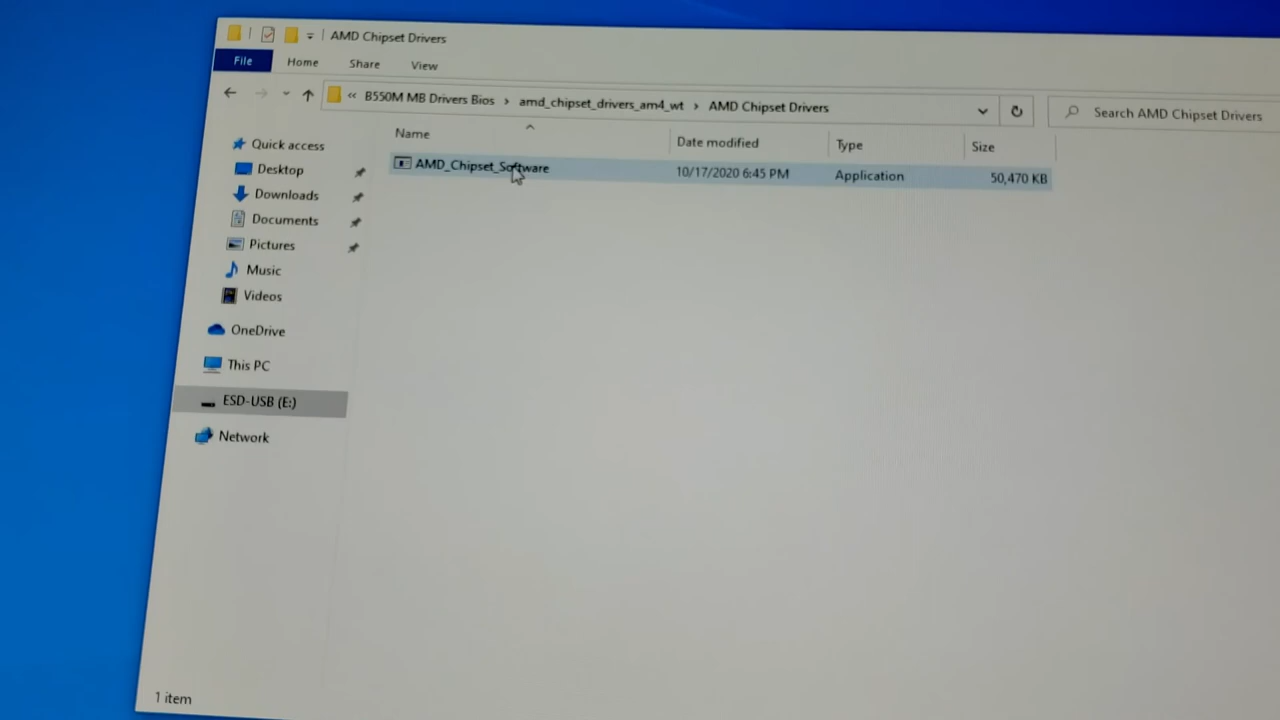 AMD Chipset Drivers
File Home Share View
« B550M MB Drivers Bios > amd_chipset_drivers_am4_wt > AMD Chipset Drivers
Search AMD Chipset Drivers
Name Date modified Type Size
AMD_Chipset_Software 10/17/2020 6:45 PM Application 50,470 KB
Quick access
Desktop
Downloads
Documents
Pictures
Music
Videos
OneDrive
This PC
ESD-USB (E:)
Network
1 item